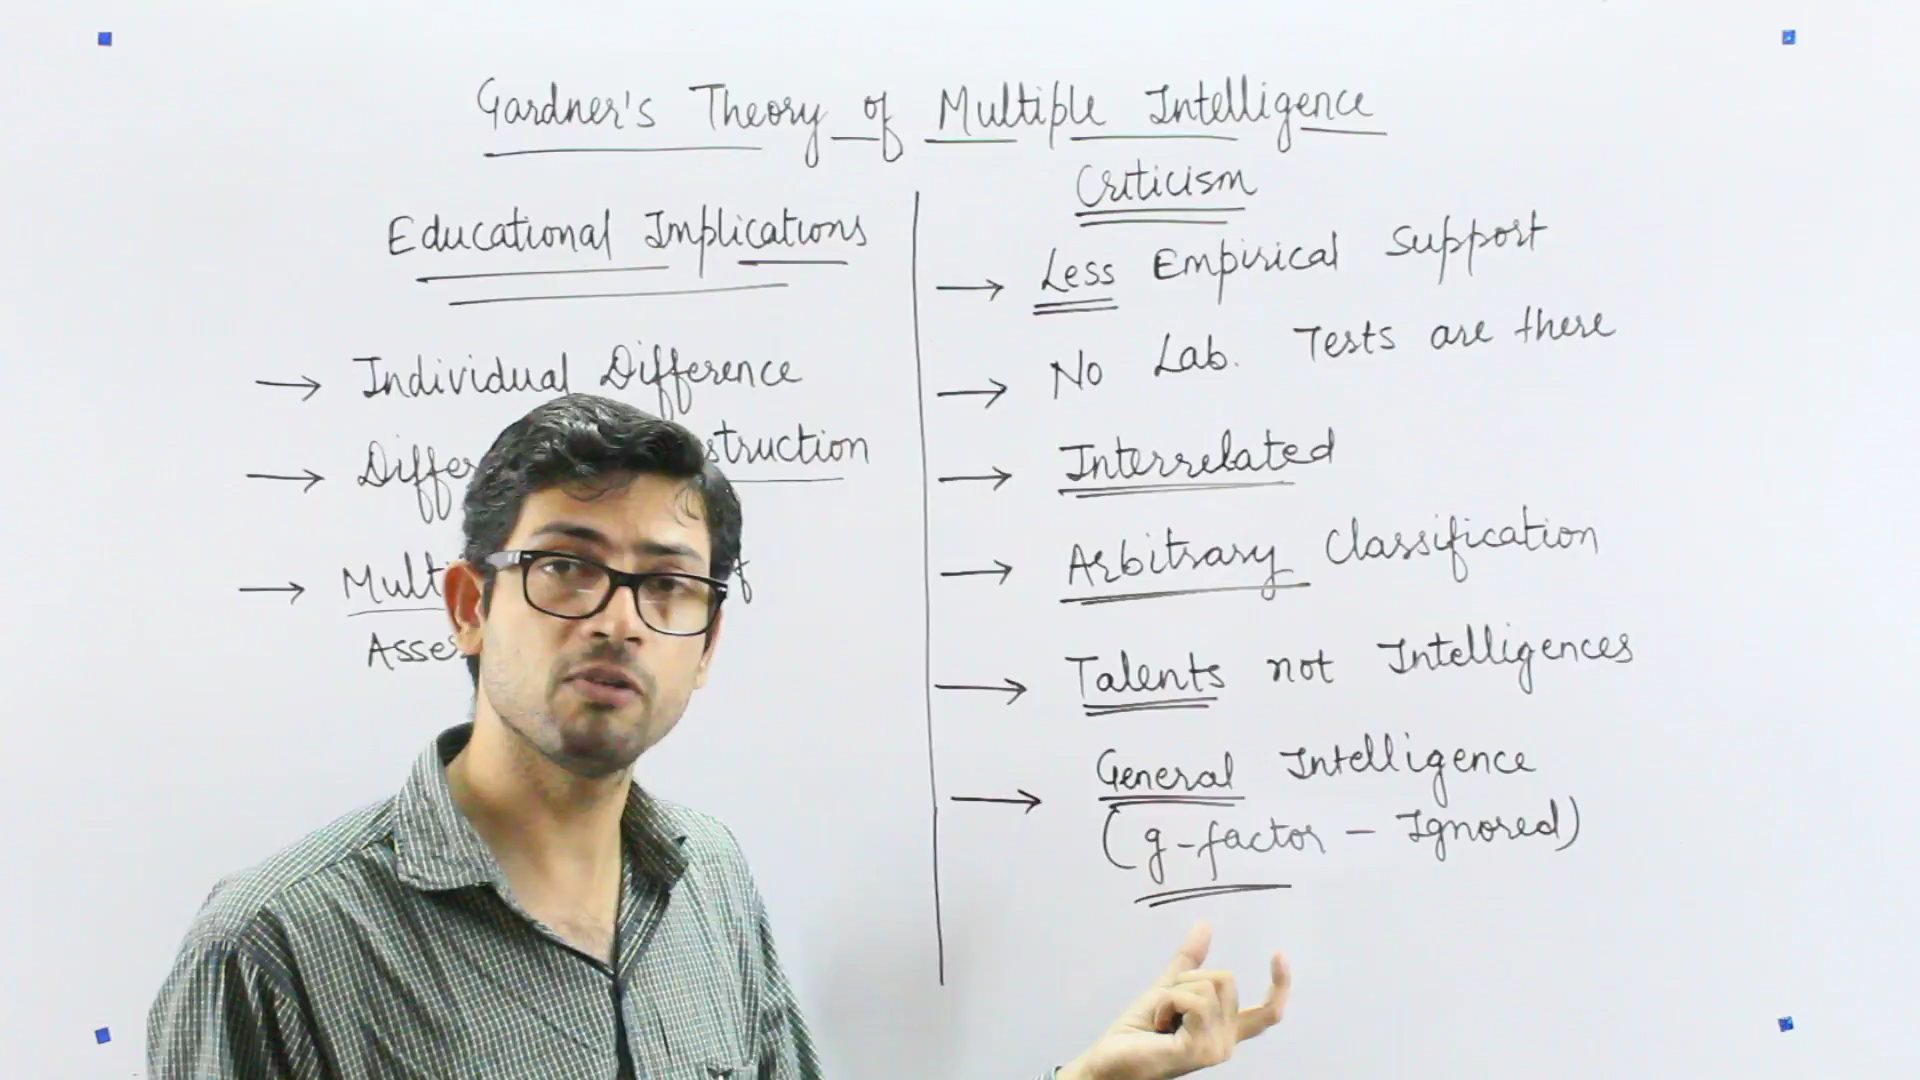 Gardner's Theory of Multiple Intelligence
Educational Implications
→ Individual Difference
→ struction
→
Criticism
→ Less Empirical Support
→ No Lab. Tests are there
→ Interrelated
→ Arbitrary Classification
→ Talents not Intelligences
→ General Intelligence
(g-factor – Ignored)